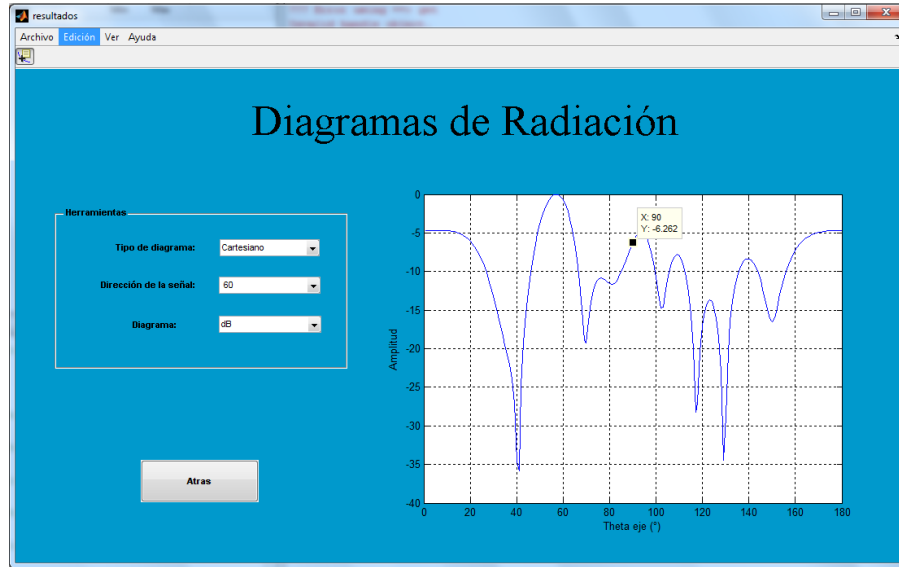 resultados
Archivo Edición Ver Ayuda
Diagramas de Radiación
Herramientas
Tipo de diagrama: Cartesiano
Dirección de la señal: 60
Diagrama: dB
Atras
X: 90
Y: -6.262
0
-5
-10
-15
-20
-25
-30
-35
-40
Amplitud
0 20 40 60 80 100 120 140 160 180
Theta eje (°)